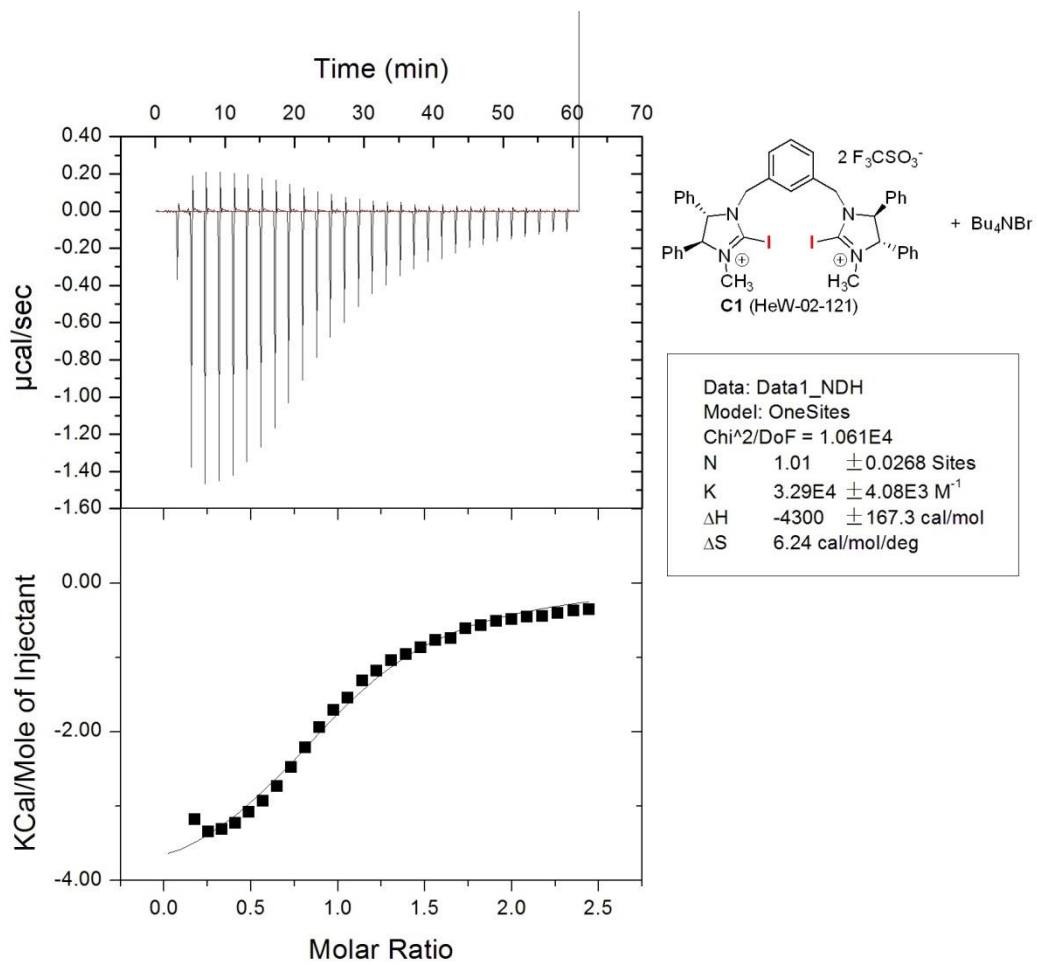 Time (min)
0 10 20 30 40 50 60 70
0.40
0.20
0.00
-0.20
-0.40
-0.60
-0.80
-1.00
-1.20
-1.40
-1.60
µcal/sec
2 F₃CSO₃⁻
Ph N N Ph
Ph I I Ph
N ⊕ ⊕ N
CH₃ H₃C
+ Bu₄NBr
C1 (HeW-02-121)
Data: Data1_NDH
Model: OneSites
Chi^2/DoF = 1.061E4
N 1.01 ±0.0268 Sites
K 3.29E4 ±4.08E3 M⁻¹
ΔH -4300 ±167.3 cal/mol
ΔS 6.24 cal/mol/deg
0.00
-2.00
-4.00
KCal/Mole of Injectant
0.0 0.5 1.0 1.5 2.0 2.5
Molar Ratio